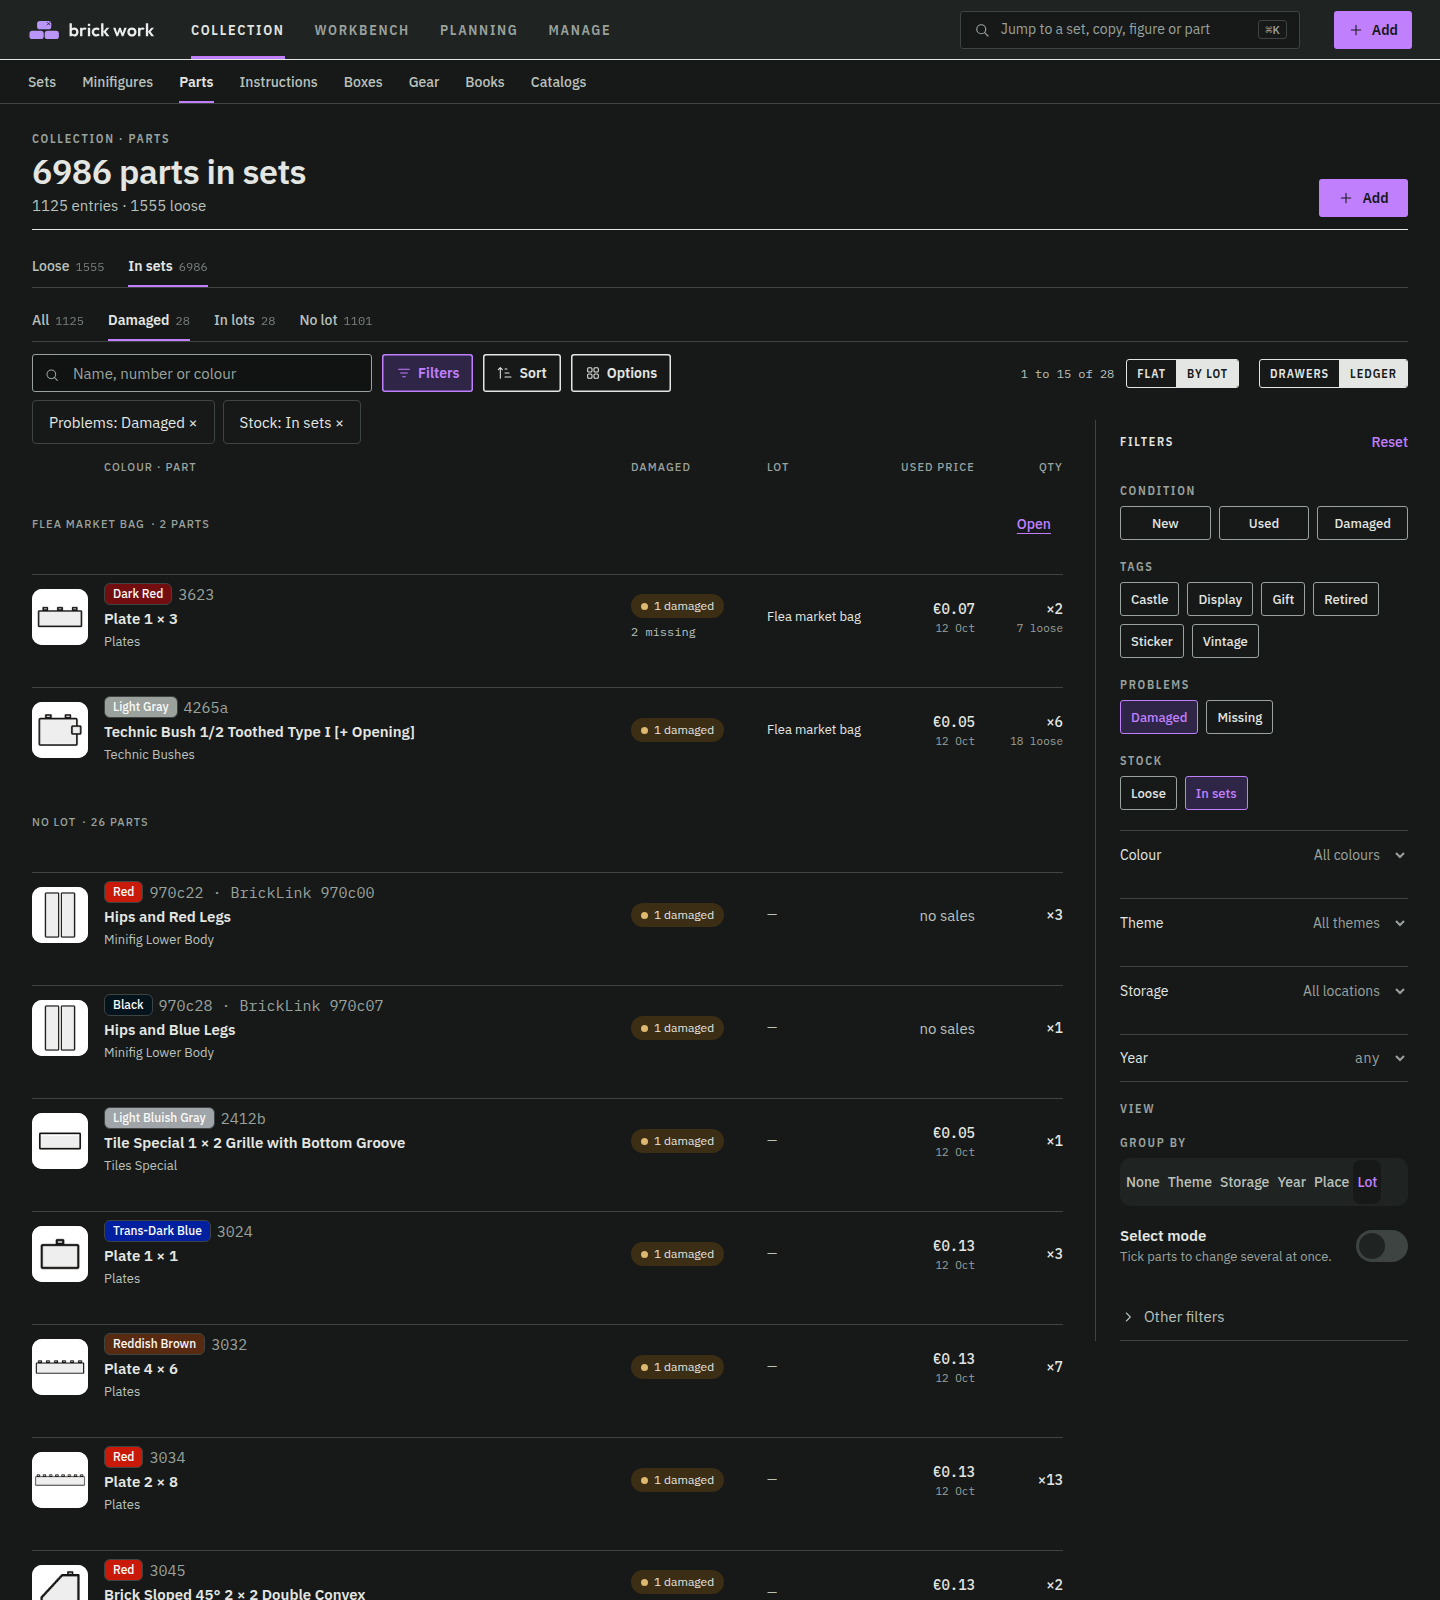 brick work
COLLECTION WORKBENCH PLANNING MANAGE
Jump to a set, copy, figure or part ⌘K
+ Add
Sets Minifigures Parts Instructions Boxes Gear Books Catalogs
COLLECTION · PARTS
6986 parts in sets
1125 entries · 1555 loose
+ Add
Loose 1555 In sets 6986
All 1125 Damaged 28 In lots 28 No lot 1101
Name, number or colour Filters Sort Options 1 to 15 of 28 FLAT BY LOT DRAWERS LEDGER
Problems: Damaged × Stock: In sets ×
COLOUR · PART DAMAGED LOT USED PRICE QTY
FLEA MARKET BAG · 2 PARTS Open
Dark Red 3623
Plate 1 × 3
Plates
1 damaged
2 missing
Flea market bag
€0.07
12 Oct
×2
7 loose
Light Gray 4265a
Technic Bush 1/2 Toothed Type I [+ Opening]
Technic Bushes
1 damaged
Flea market bag
€0.05
12 Oct
×6
18 loose
NO LOT · 26 PARTS
Red 970c22 · BrickLink 970c00
Hips and Red Legs
Minifig Lower Body
1 damaged
—
no sales
×3
Black 970c28 · BrickLink 970c07
Hips and Blue Legs
Minifig Lower Body
1 damaged
—
no sales
×1
Light Bluish Gray 2412b
Tile Special 1 × 2 Grille with Bottom Groove
Tiles Special
1 damaged
—
€0.05
12 Oct
×1
Trans-Dark Blue 3024
Plate 1 × 1
Plates
1 damaged
—
€0.13
12 Oct
×3
Reddish Brown 3032
Plate 4 × 6
Plates
1 damaged
—
€0.13
12 Oct
×7
Red 3034
Plate 2 × 8
Plates
1 damaged
—
€0.13
12 Oct
×13
Red 3045
Brick Sloped 45° 2 × 2 Double Convex
1 damaged
—
€0.13
×2
FILTERS Reset
CONDITION
New Used Damaged
TAGS
Castle Display Gift Retired
Sticker Vintage
PROBLEMS
Damaged Missing
STOCK
Loose In sets
Colour All colours
Theme All themes
Storage All locations
Year any
VIEW
GROUP BY
None Theme Storage Year Place Lot
Select mode
Tick parts to change several at once.
Other filters